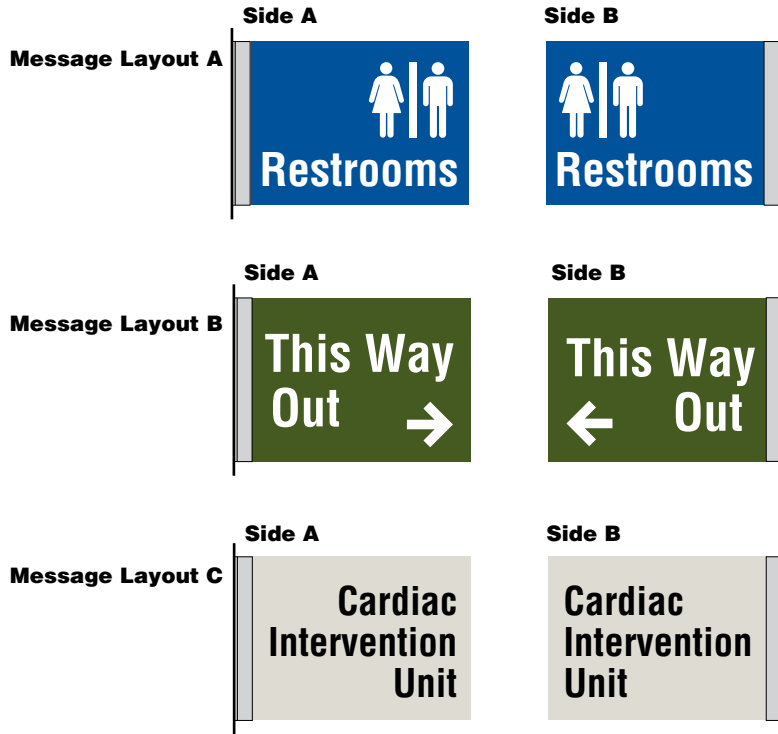 Side A
Side B
Message Layout A
Restrooms
Restrooms
Side A
Side B
Message Layout B
This Way
Out
This Way
Out
Side A
Side B
Message Layout C
Cardiac
Intervention
Unit
Cardiac
Intervention
Unit